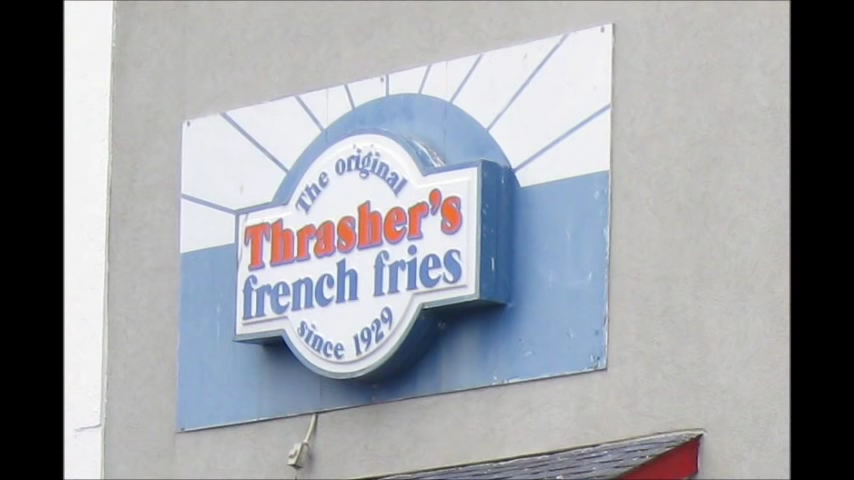 The original
Thrasher's
french fries
since 1929